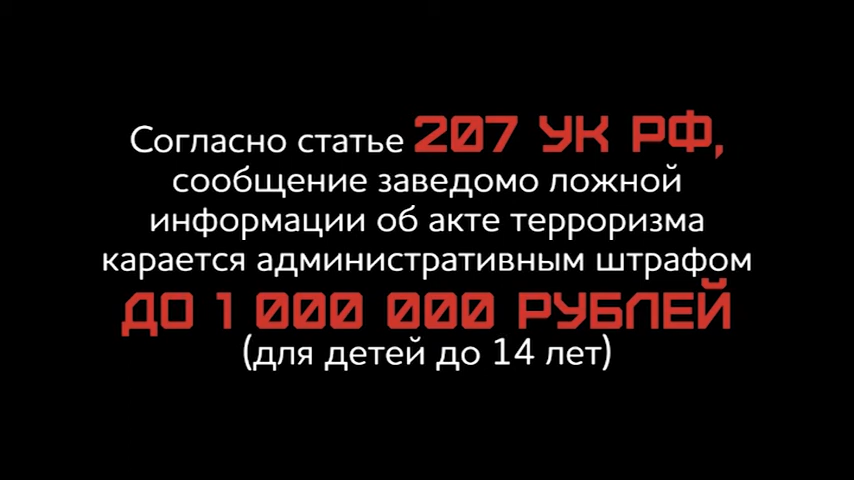 Согласно статье 207 УК РФ,
сообщение заведомо ложной
информации об акте терроризма
карается административным штрафом
ДО 1 000 000 РУБЛЕЙ
(для детей до 14 лет)